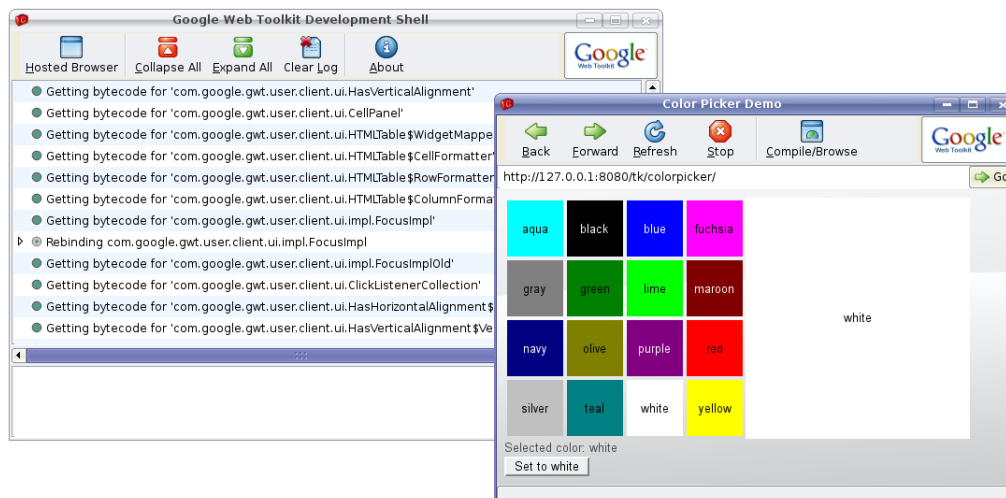 Google Web Toolkit Development Shell
Hosted Browser Collapse All Expand All Clear Log About
Google
Web Toolkit
Getting bytecode for 'com.google.gwt.user.client.ui.HasVerticalAlignment'
Getting bytecode for 'com.google.gwt.user.client.ui.CellPanel'
Getting bytecode for 'com.google.gwt.user.client.ui.HTMLTable$WidgetMappe
Getting bytecode for 'com.google.gwt.user.client.ui.HTMLTable$CellFormatter'
Getting bytecode for 'com.google.gwt.user.client.ui.HTMLTable$RowFormatter
Getting bytecode for 'com.google.gwt.user.client.ui.HTMLTable$ColumnForma
Getting bytecode for 'com.google.gwt.user.client.ui.impl.FocusImpl'
Rebinding com.google.gwt.user.client.ui.impl.FocusImpl
Getting bytecode for 'com.google.gwt.user.client.ui.impl.FocusImplOld'
Getting bytecode for 'com.google.gwt.user.client.ui.ClickListenerCollection'
Getting bytecode for 'com.google.gwt.user.client.ui.HasHorizontalAlignment$
Getting bytecode for 'com.google.gwt.user.client.ui.HasVerticalAlignment$Ve
Color Picker Demo
Back Forward Refresh Stop Compile/Browse
Google
Web Toolkit
http://127.0.0.1:8080/tk/colorpicker/ Go
aqua black blue fuchsia
gray green lime maroon
white
navy olive purple red
silver teal white yellow
Selected color: white
Set to white